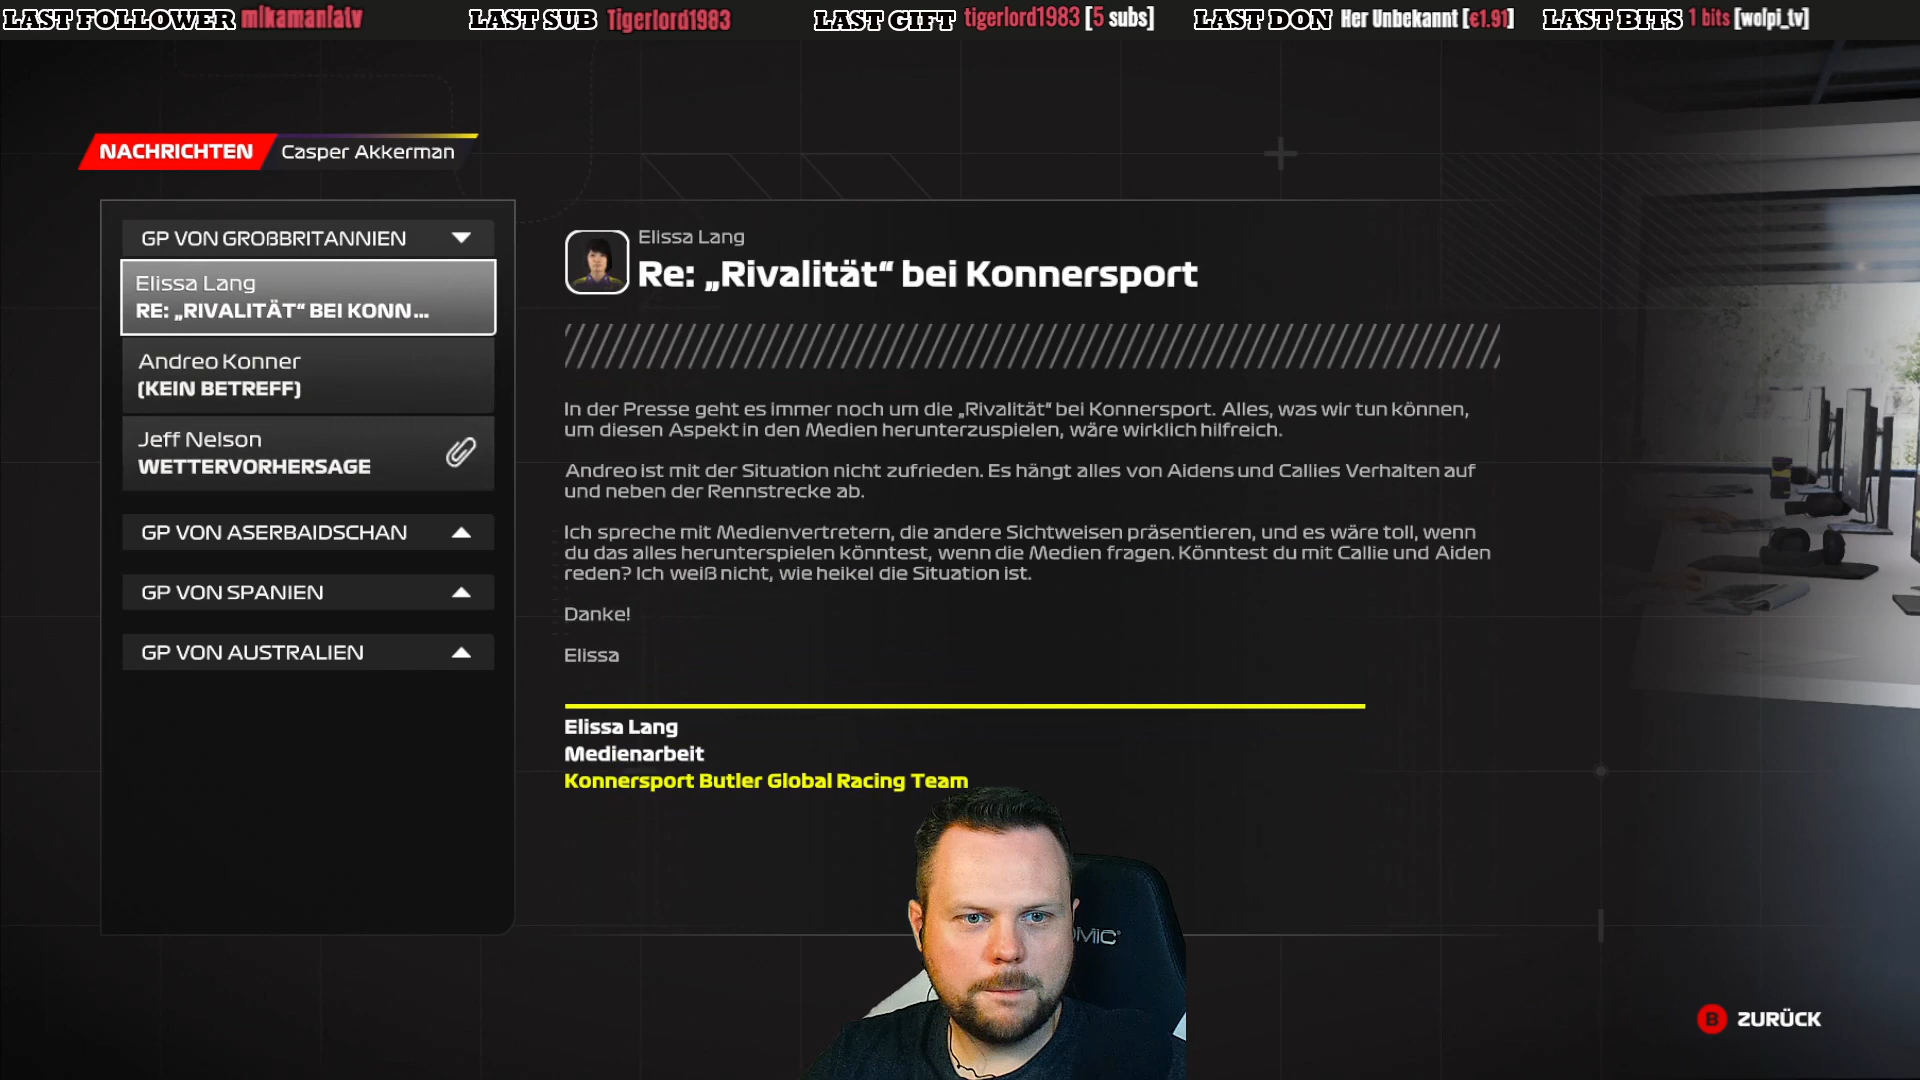 LAST FOLLOWER mikamaniatv
LAST SUB Tigerlord1983
LAST GIFT tigerlord1983 [5 subs]
LAST DON Her Unbekannt [€1.91]
LAST BITS 1 bits [wolpi_tv]
NACHRICHTEN Casper Akkerman
GP VON GROẞBRITANNIEN
Elissa Lang
RE: „RIVALITÄT“ BEI KONN...
Andreo Konner
(KEIN BETREFF)
Jeff Nelson
WETTERVORHERSAGE
GP VON ASERBAIDSCHAN
GP VON SPANIEN
GP VON AUSTRALIEN
Elissa Lang
Re: „Rivalität“ bei Konnersport
In der Presse geht es immer noch um die „Rivalität“ bei Konnersport. Alles, was wir tun können,
um diesen Aspekt in den Medien herunterzuspielen, wäre wirklich hilfreich.
Andreo ist mit der Situation nicht zufrieden. Es hängt alles von Aidens und Callies Verhalten auf
und neben der Rennstrecke ab.
Ich spreche mit Medienvertretern, die andere Sichtweisen präsentieren, und es wäre toll, wenn
du das alles herunterspielen könntest, wenn die Medien fragen. Könntest du mit Callie und Aiden
reden? Ich weiß nicht, wie heikel die Situation ist.
Danke!
Elissa
Elissa Lang
Medienarbeit
Konnersport Butler Global Racing Team
B ZURÜCK